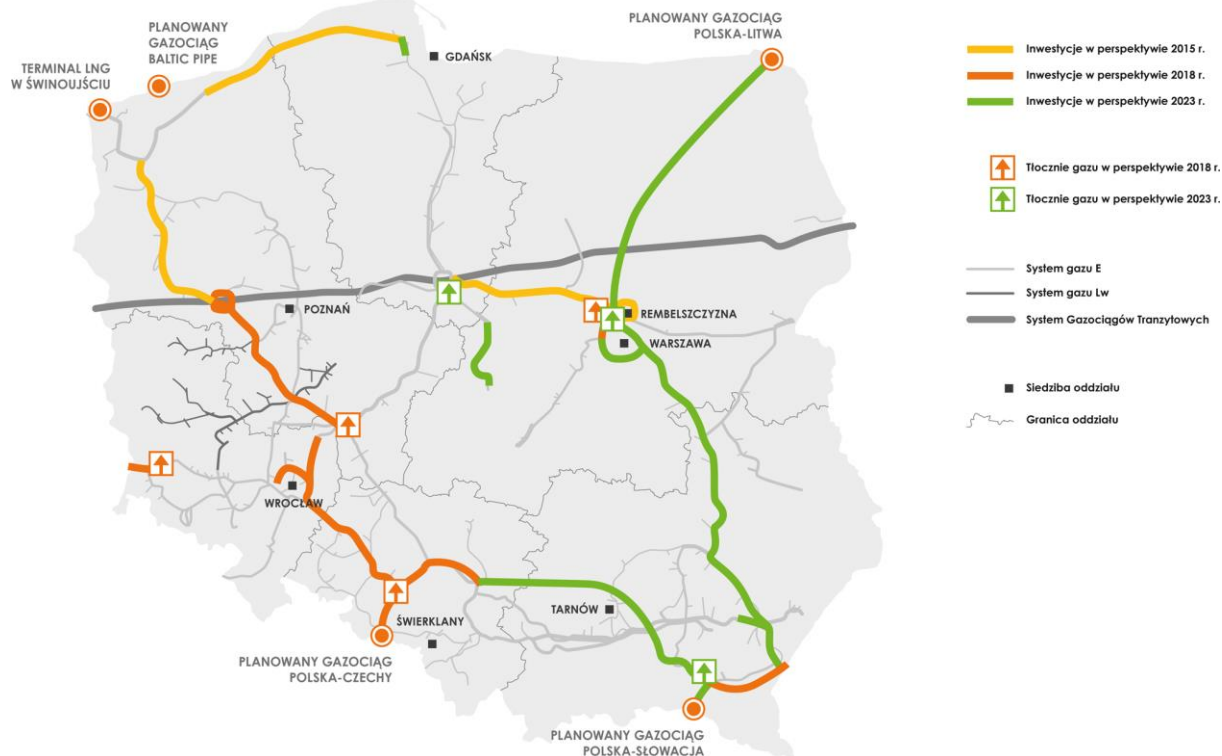 PLANOWANY
GAZOCIĄG
BALTIC PIPE
TERMINAL LNG
W ŚWINOUJŚCIU
GDAŃSK
PLANOWANY GAZOCIĄG
POLSKA-LITWA
POZNAŃ
REMBELSZCZYZNA
WARSZAWA
WROCŁAW
TARNÓW
ŚWIERKLANY
PLANOWANY GAZOCIĄG
POLSKA-CZECHY
PLANOWANY GAZOCIĄG
POLSKA-SŁOWACJA
Inwestycje w perspektywie 2015 r.
Inwestycje w perspektywie 2018 r.
Inwestycje w perspektywie 2023 r.
Tłocznie gazu w perspektywie 2018 r.
Tłocznie gazu w perspektywie 2023 r.
System gazu E
System gazu Lw
System Gazociągów Tranzytowych
Siedziba oddziału
Granica oddziału